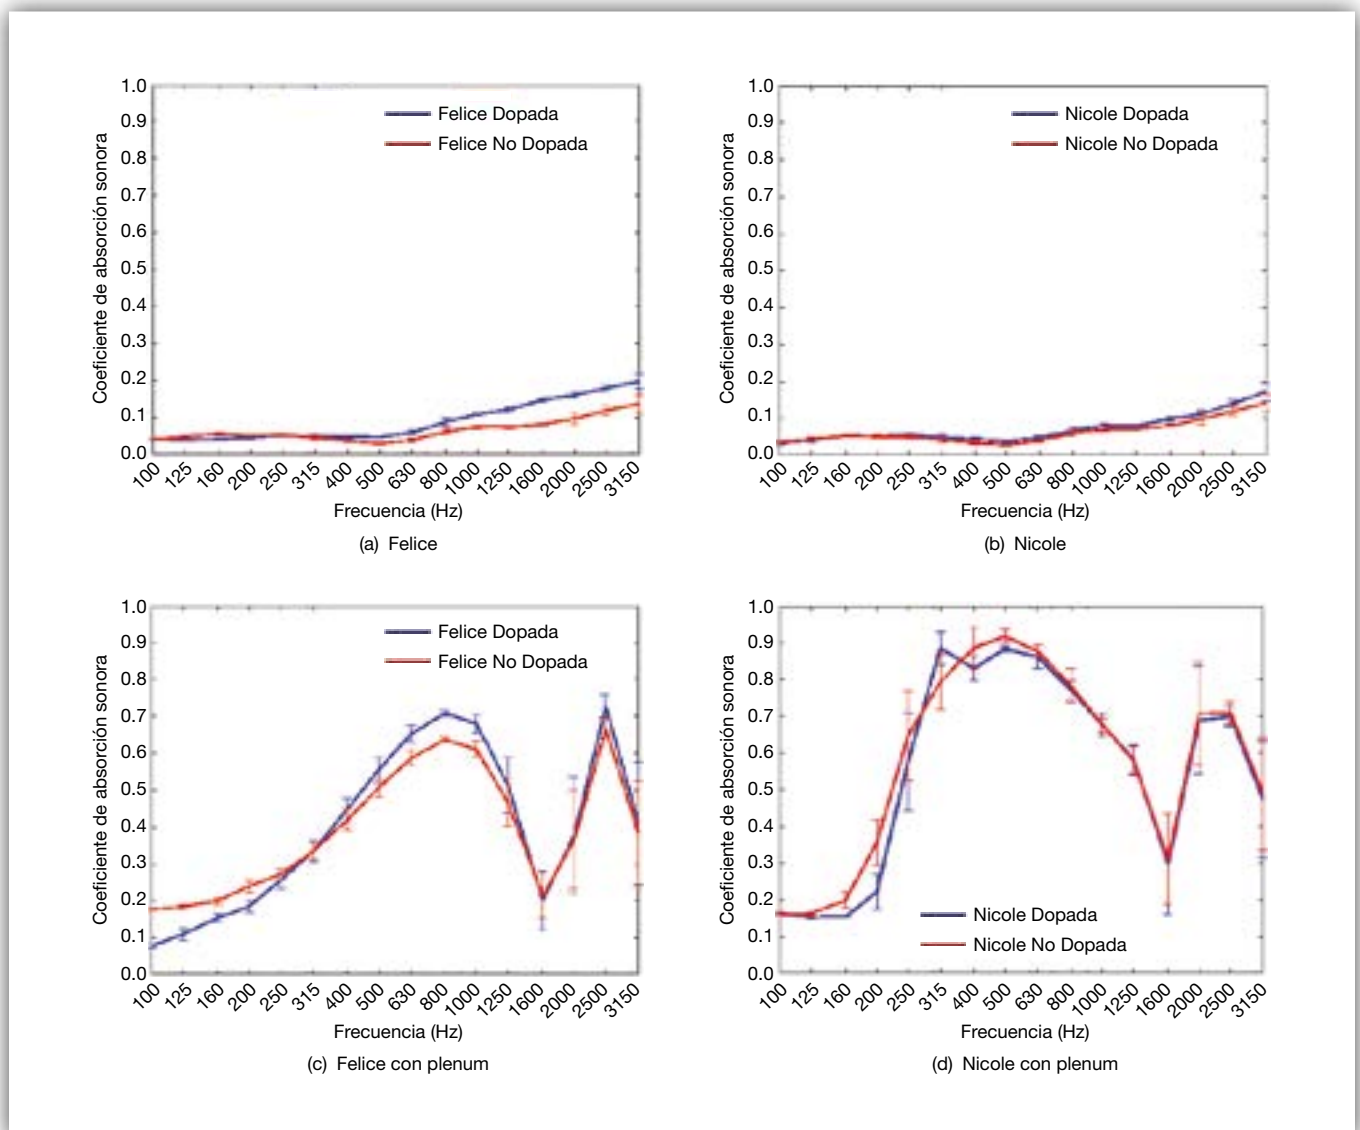 Coeficiente de absorción sonora
1.0
0.9
0.8
0.7
0.6
0.5
0.4
0.3
0.2
0.1
0.0
Felice Dopada
Felice No Dopada
100 125 160 200 250 315 400 500 630 800 1000 1250 1600 2000 2500 3150
Frecuencia (Hz)
(a) Felice
Coeficiente de absorción sonora
1.0
0.9
0.8
0.7
0.6
0.5
0.4
0.3
0.2
0.1
0.0
Nicole Dopada
Nicole No Dopada
100 125 160 200 250 315 400 500 630 800 1000 1250 1600 2000 2500 3150
Frecuencia (Hz)
(b) Nicole
Coeficiente de absorción sonora
1.0
0.9
0.8
0.7
0.6
0.5
0.4
0.3
0.2
0.1
0.0
Felice Dopada
Felice No Dopada
100 125 160 200 250 315 400 500 630 800 1000 1250 1600 2000 2500 3150
Frecuencia (Hz)
(c) Felice con plenum
Coeficiente de absorción sonora
1.0
0.9
0.8
0.7
0.6
0.5
0.4
0.3
0.2
0.1
0.0
Nicole Dopada
Nicole No Dopada
100 125 160 200 250 315 400 500 630 800 1000 1250 1600 2000 2500 3150
Frecuencia (Hz)
(d) Nicole con plenum